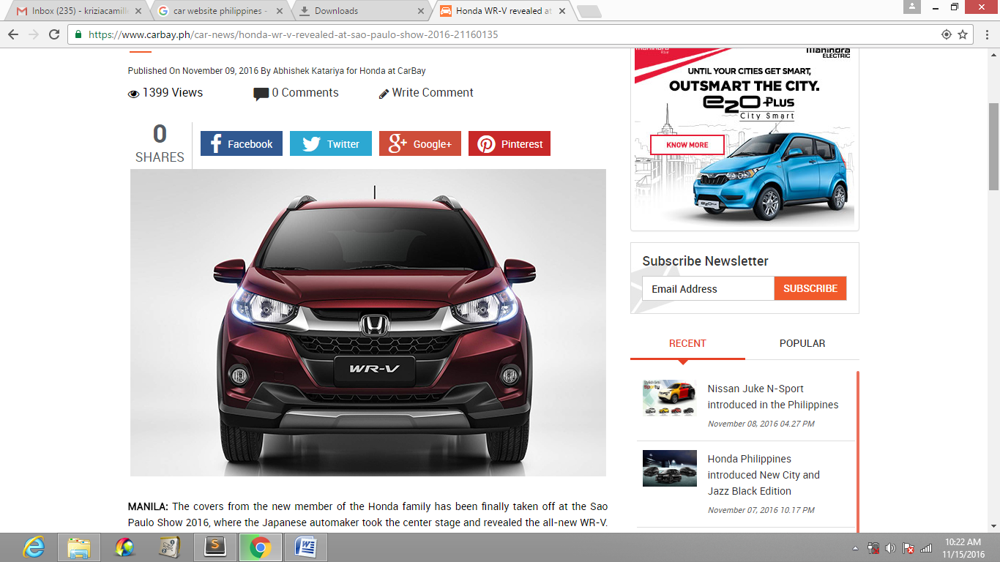 Inbox (235) - kriziacamille
car website philippines -
Downloads
Honda WR-V revealed at
https://www.carbay.ph/car-news/honda-wr-v-revealed-at-sao-paulo-show-2016-21160135
Published On November 09, 2016 By Abhishek Katariya for Honda at CarBay
1399 Views
0 Comments
Write Comment
0
SHARES
Facebook
Twitter
Google+
Pinterest
WR-V
MANILA: The covers from the new member of the Honda family has been finally taken off at the Sao
Paulo Show 2016, where the Japanese automaker took the center stage and revealed the all-new WR-V.
mahindra
Rise
Mahindra
ELECTRIC
UNTIL YOUR CITIES GET SMART,
OUTSMART THE CITY.
e2o PLUS
City Smart
KNOW MORE
Subscribe Newsletter
Email Address
SUBSCRIBE
RECENT
POPULAR
Nissan Juke N-Sport
introduced in the Philippines
November 08, 2016 04.27 PM
Honda Philippines
introduced New City and
Jazz Black Edition
November 07, 2016 10.17 PM
10:22 AM
11/15/2016